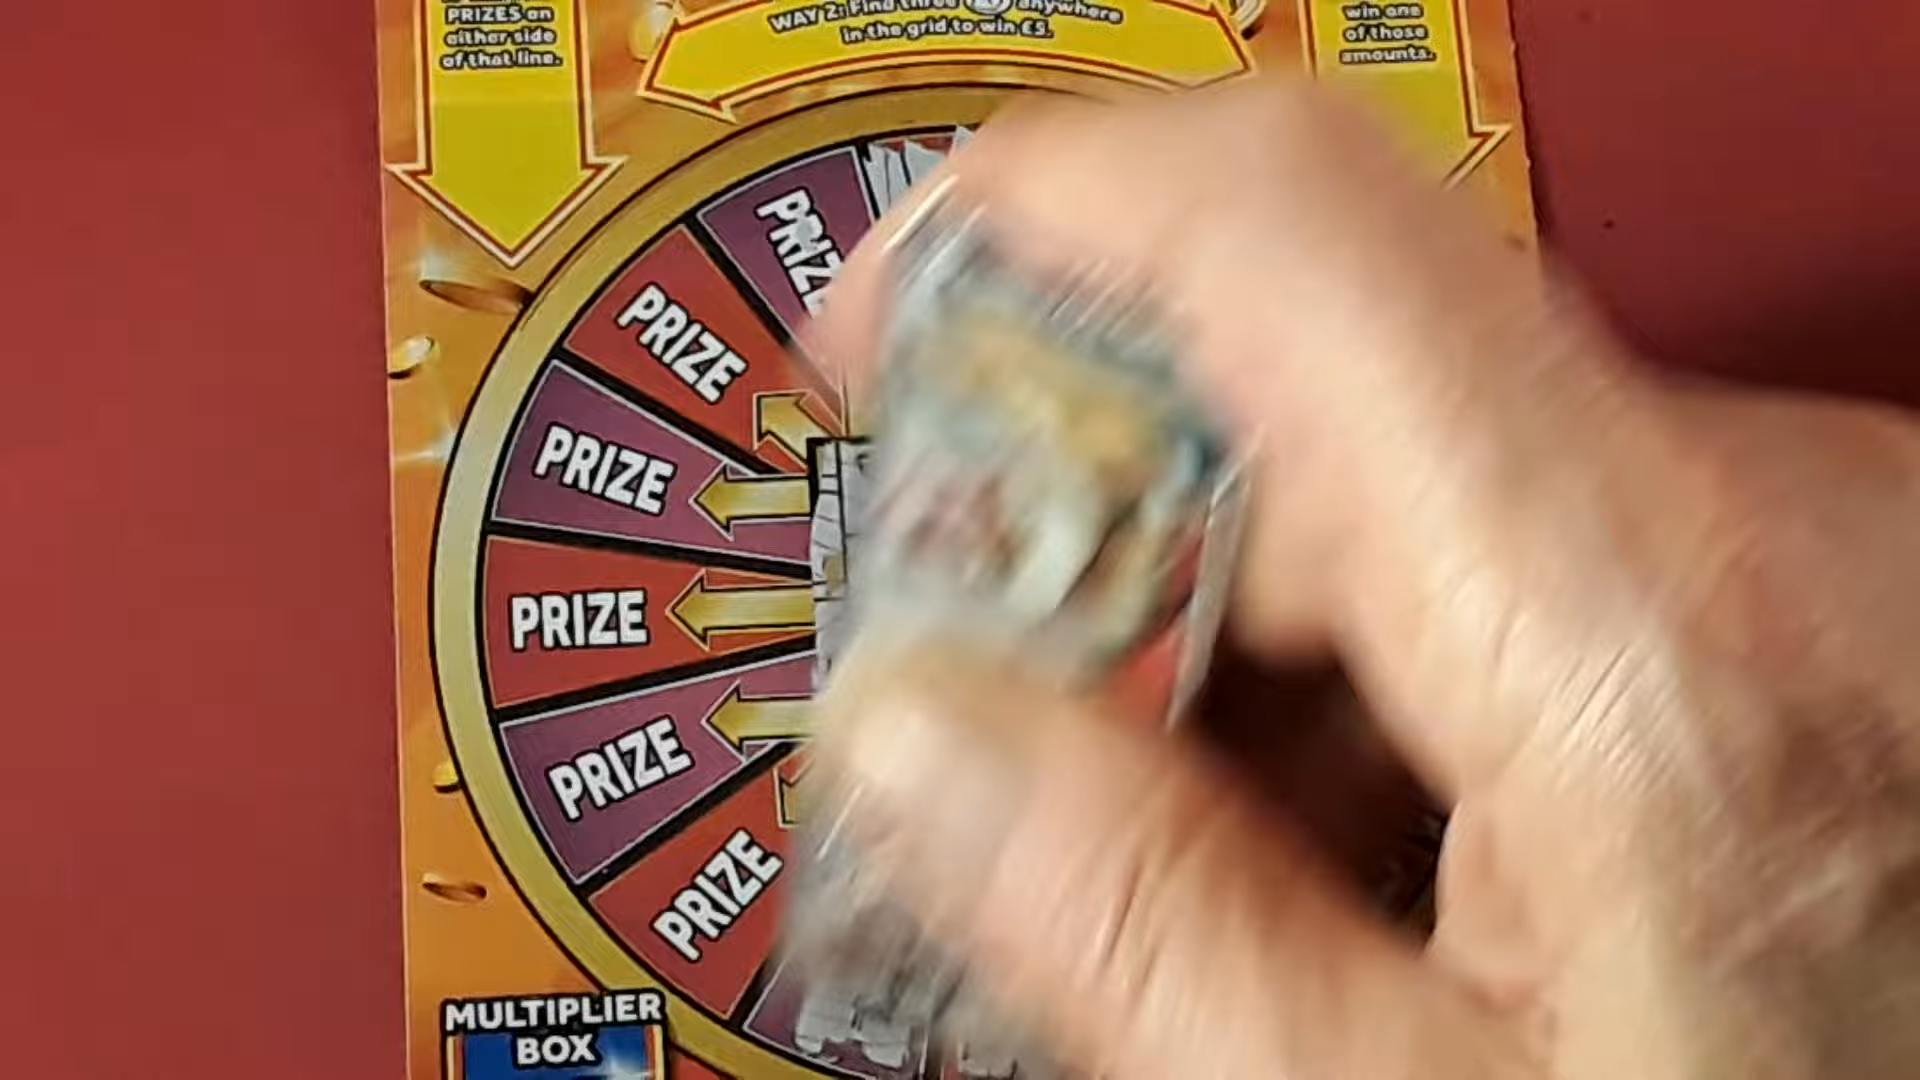 PRIZES on
either side
of that line.
WAY 2: Find three anywhere
in the grid to win £5.
win one
of those
amounts.
PRIZE
PRIZE
PRIZE
PRIZE
PRIZE
PRIZE
MULTIPLIER
BOX